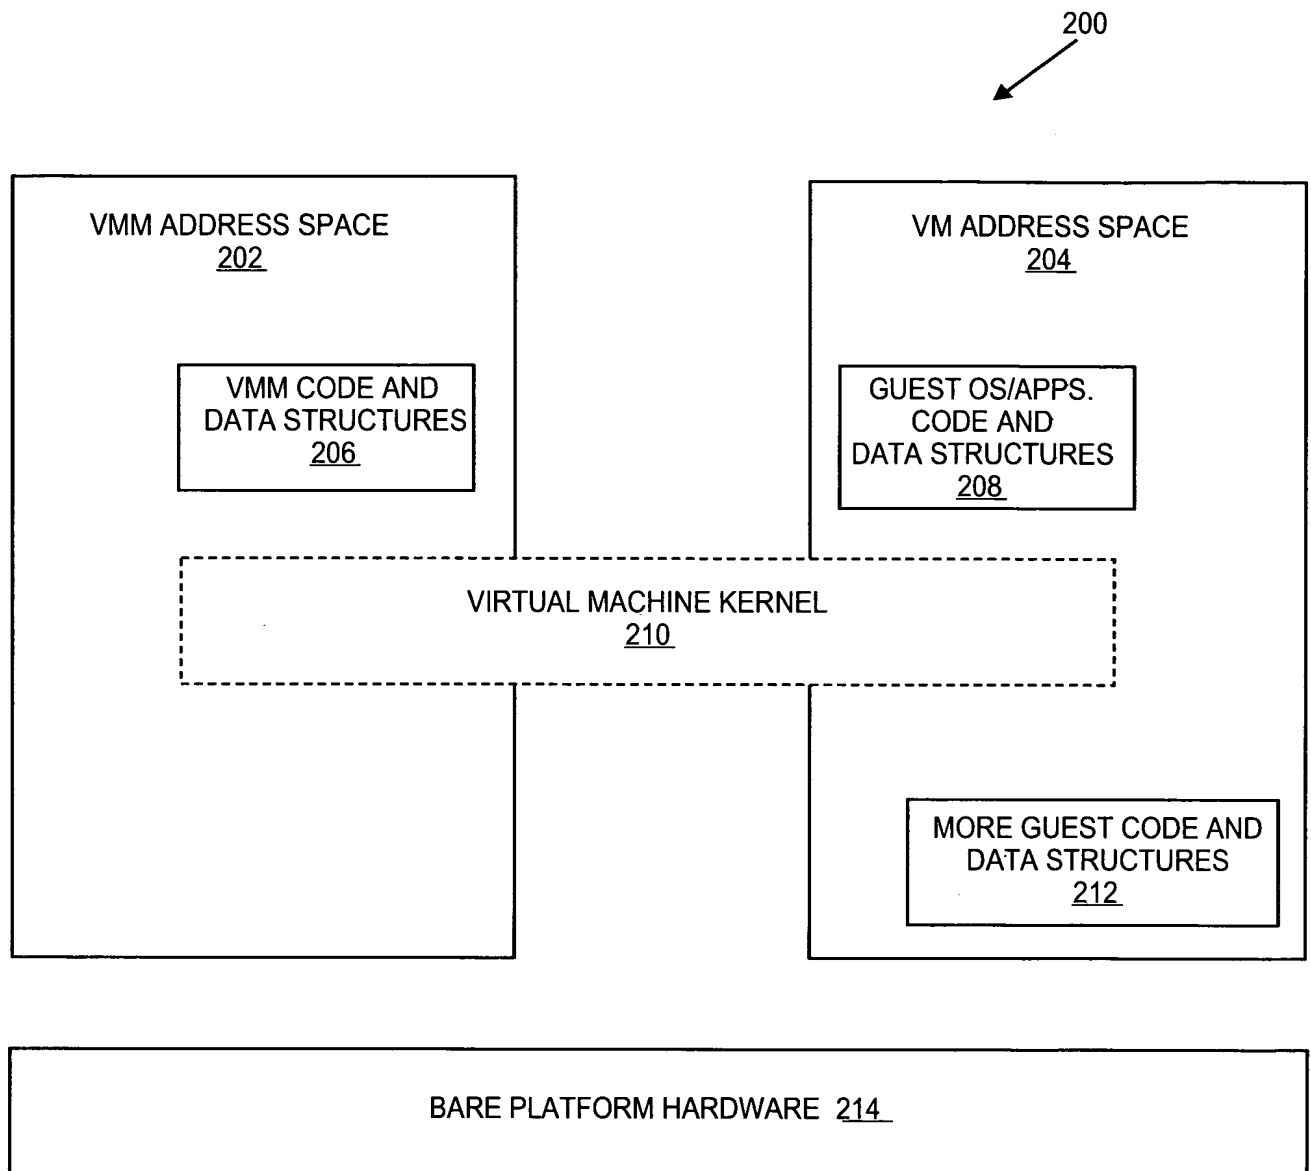 200
VMM ADDRESS SPACE
202
VM ADDRESS SPACE
204
VMM CODE AND
DATA STRUCTURES
206
GUEST OS/APPS.
CODE AND
DATA STRUCTURES
208
VIRTUAL MACHINE KERNEL
210
MORE GUEST CODE AND
DATA STRUCTURES
212
BARE PLATFORM HARDWARE 214